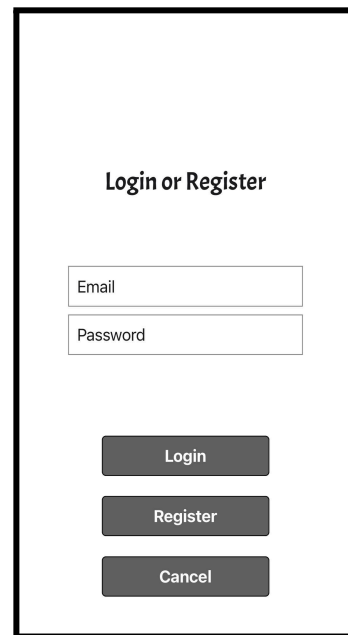 Login or Register
Email
Password
Login
Register
Cancel